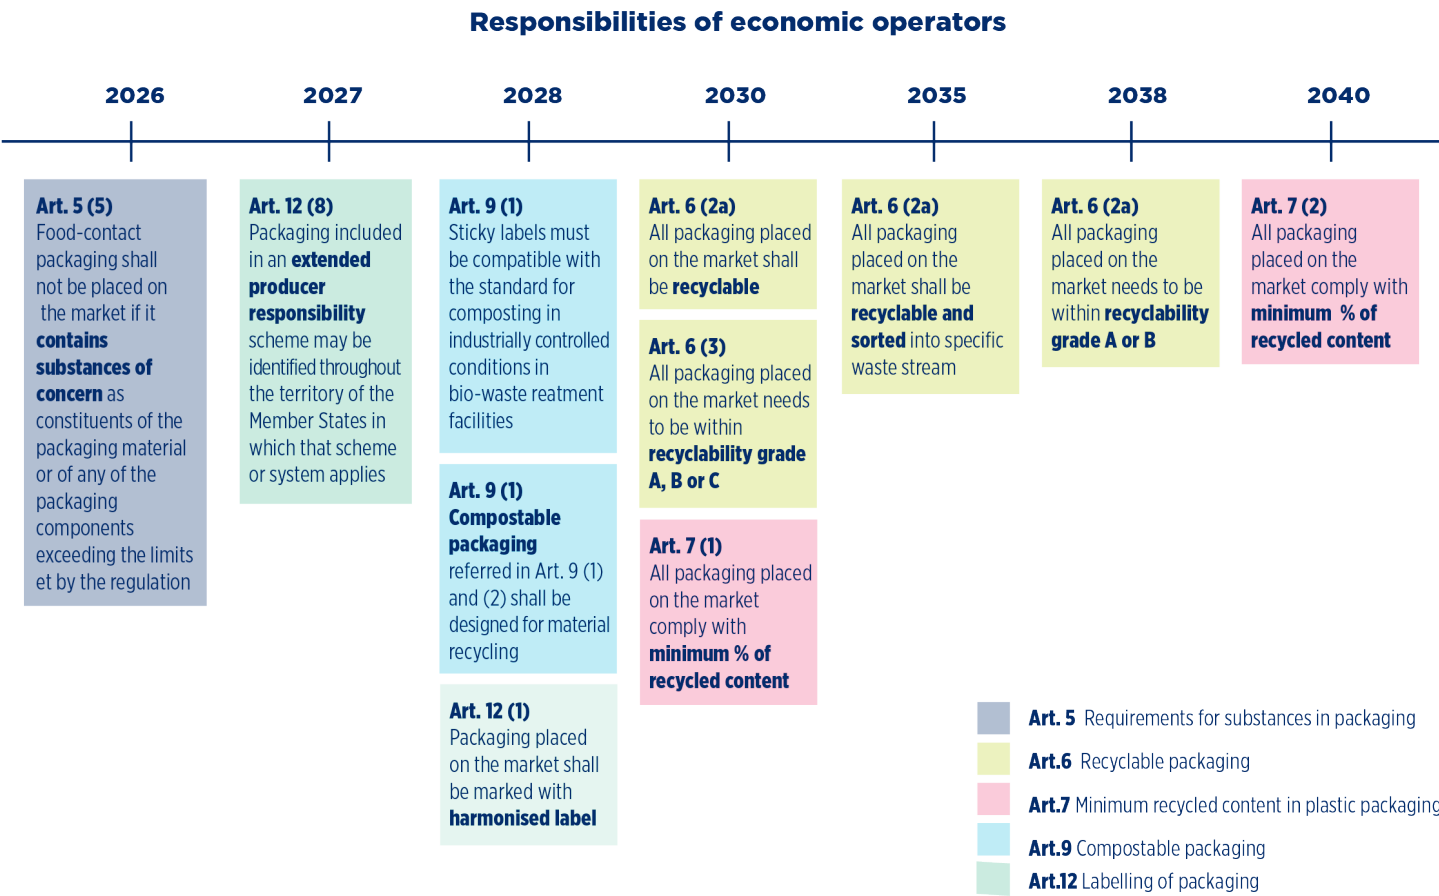 Responsibilities of economic operators
2026
2027
2028
2030
2035
2038
2040
Art. 5 (5)
Food-contact
packaging shall
not be placed on
the market if it
contains
substances of
concern as
constituents of the
packaging material
or of any of the
packaging
components
exceeding the limits
et by the regulation
Art. 12 (8)
Packaging included
in an extended
producer
responsibility
scheme may be
identified throughout
the territory of the
Member States in
which that scheme
or system applies
Art. 9 (1)
Sticky labels must
be compatible with
the standard for
composting in
industrially controlled
conditions in
bio-waste reatment
facilities
Art. 9 (1)
Compostable
packaging
referred in Art. 9 (1)
and (2) shall be
designed for material
recycling
Art. 12 (1)
Packaging placed
on the market shall
be marked with
harmonised label
Art. 6 (2a)
All packaging placed
on the market shall
be recyclable
Art. 6 (3)
All packaging placed
on the market needs
to be within
recyclability grade
A, B or C
Art. 7 (1)
All packaging placed
on the market
comply with
minimum % of
recycled content
Art. 6 (2a)
All packaging
placed on the
market shall be
recyclable and
sorted into specific
waste stream
Art. 6 (2a)
All packaging
placed on the
market needs to be
within recyclability
grade A or B
Art. 7 (2)
All packaging
placed on the
market comply with
minimum % of
recycled content
Art. 5 Requirements for substances in packaging
Art.6 Recyclable packaging
Art.7 Minimum recycled content in plastic packaging
Art.9 Compostable packaging
Art.12 Labelling of packaging